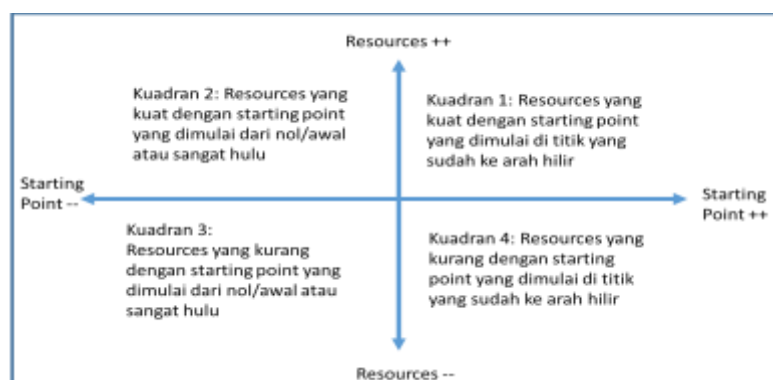 Resources ++
Kuadran 2: Resources yang
kuat dengan starting point
yang dimulai dari nol/awal
atau sangat hulu
Kuadran 1: Resources yang
kuat dengan starting point
yang dimulai di titik yang
sudah ke arah hilir
Starting
Point --
Starting
Point ++
Kuadran 3:
Resources yang kurang
dengan starting point yang
dimulai dari nol/awal atau
sangat hulu
Kuadran 4: Resources yang
kurang dengan starting
point yang dimulai di titik
yang sudah ke arah hilir
Resources --